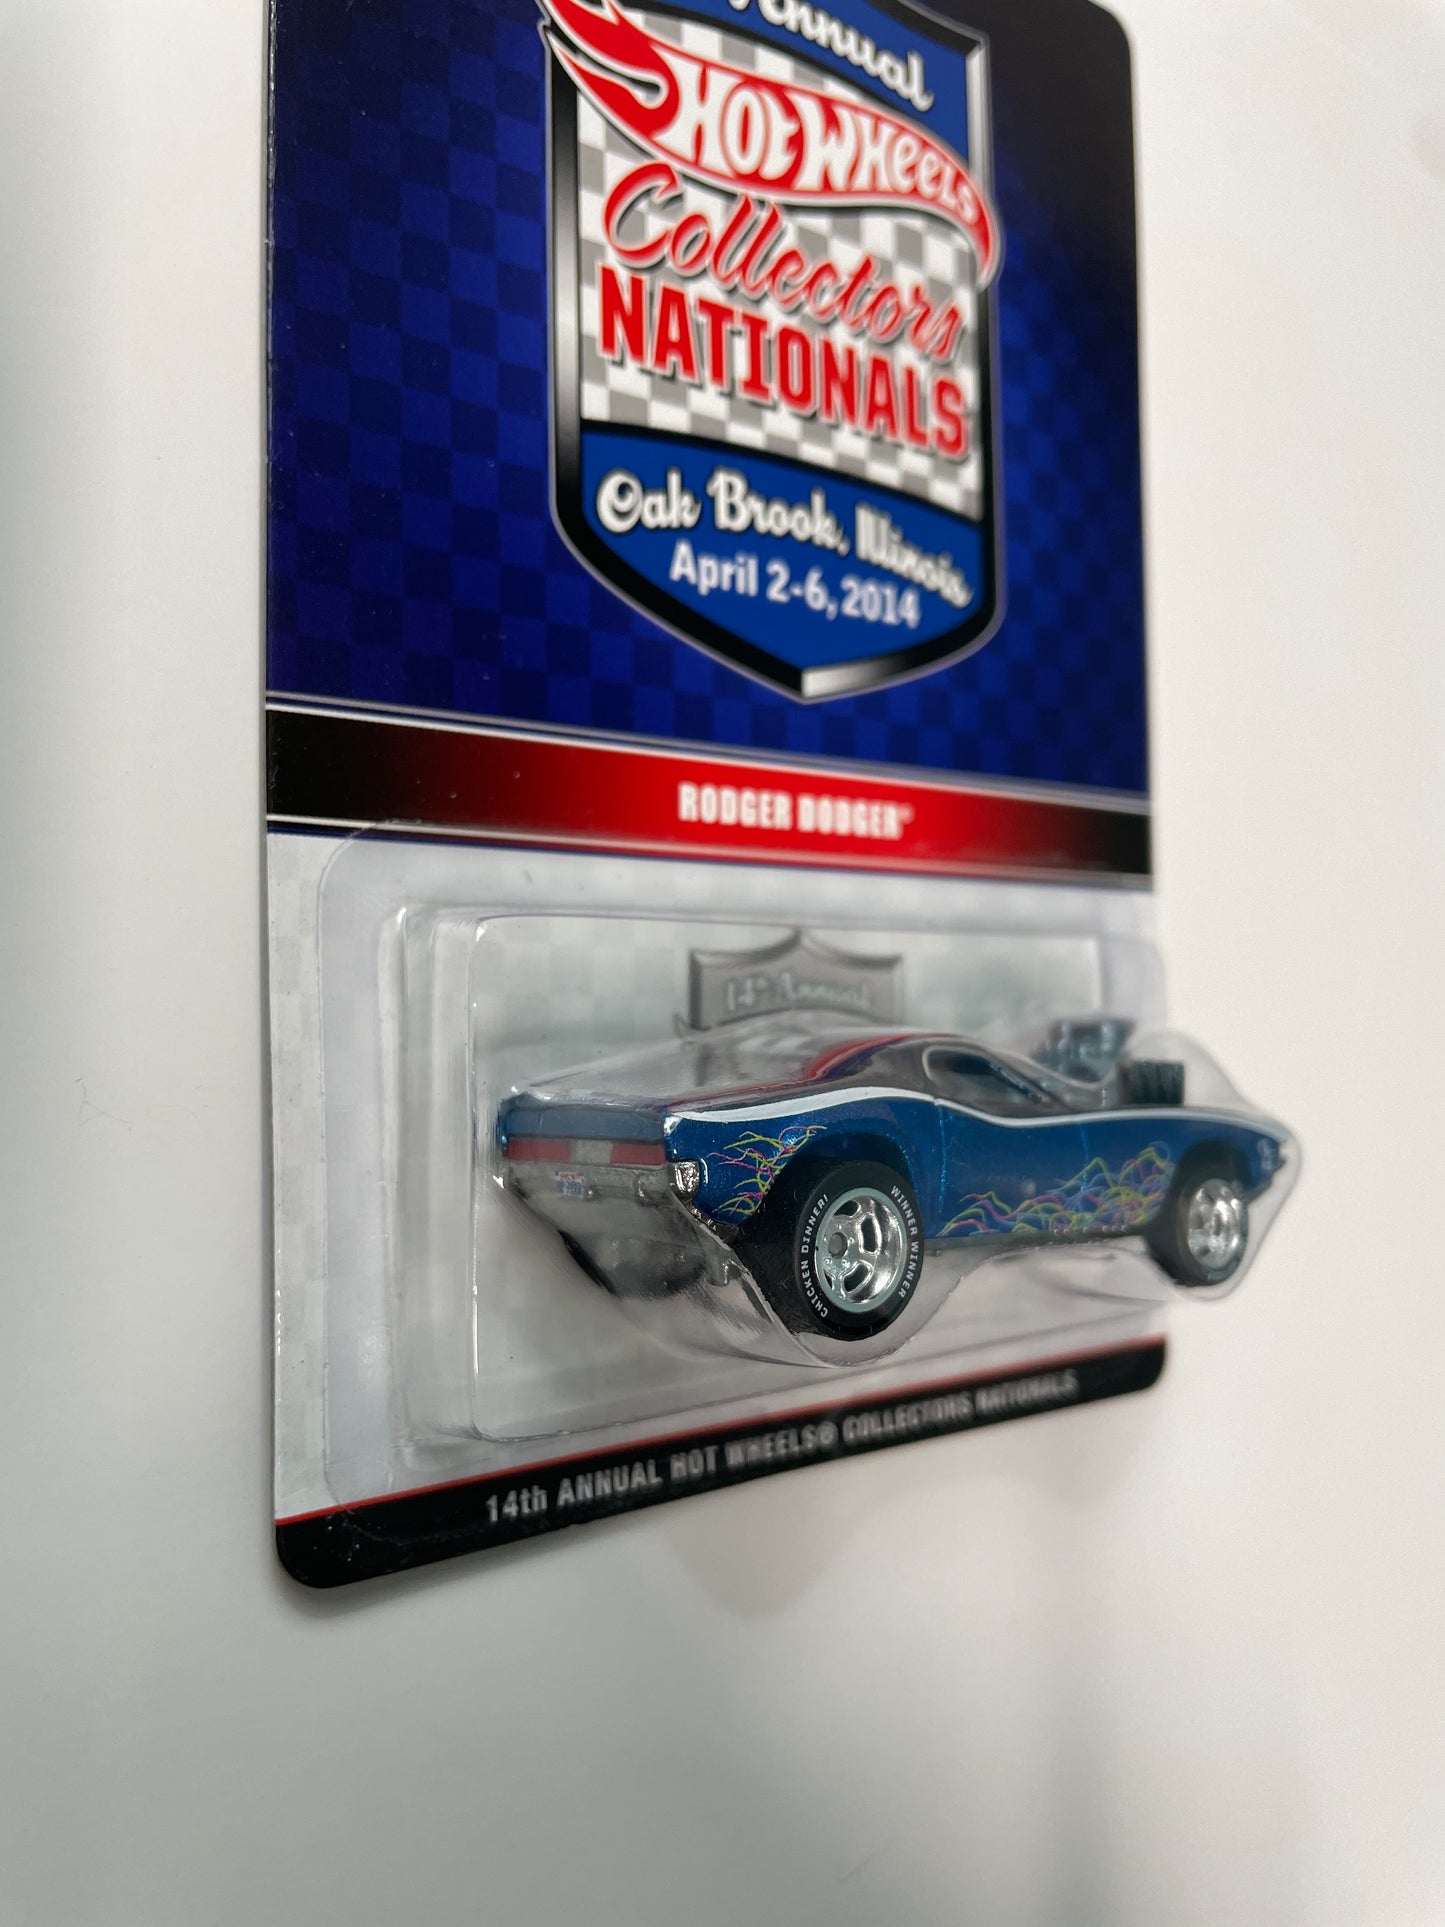 Annual
Hot Wheels
Collectors
NATIONALS
Oak Brook, Illinois
April 2-6, 2014
RODGER DODGER
14th Annual
CHICKEN DINNER!
WINNER WINNER
14th ANNUAL HOT WHEELS® COLLECTORS NATIONALS